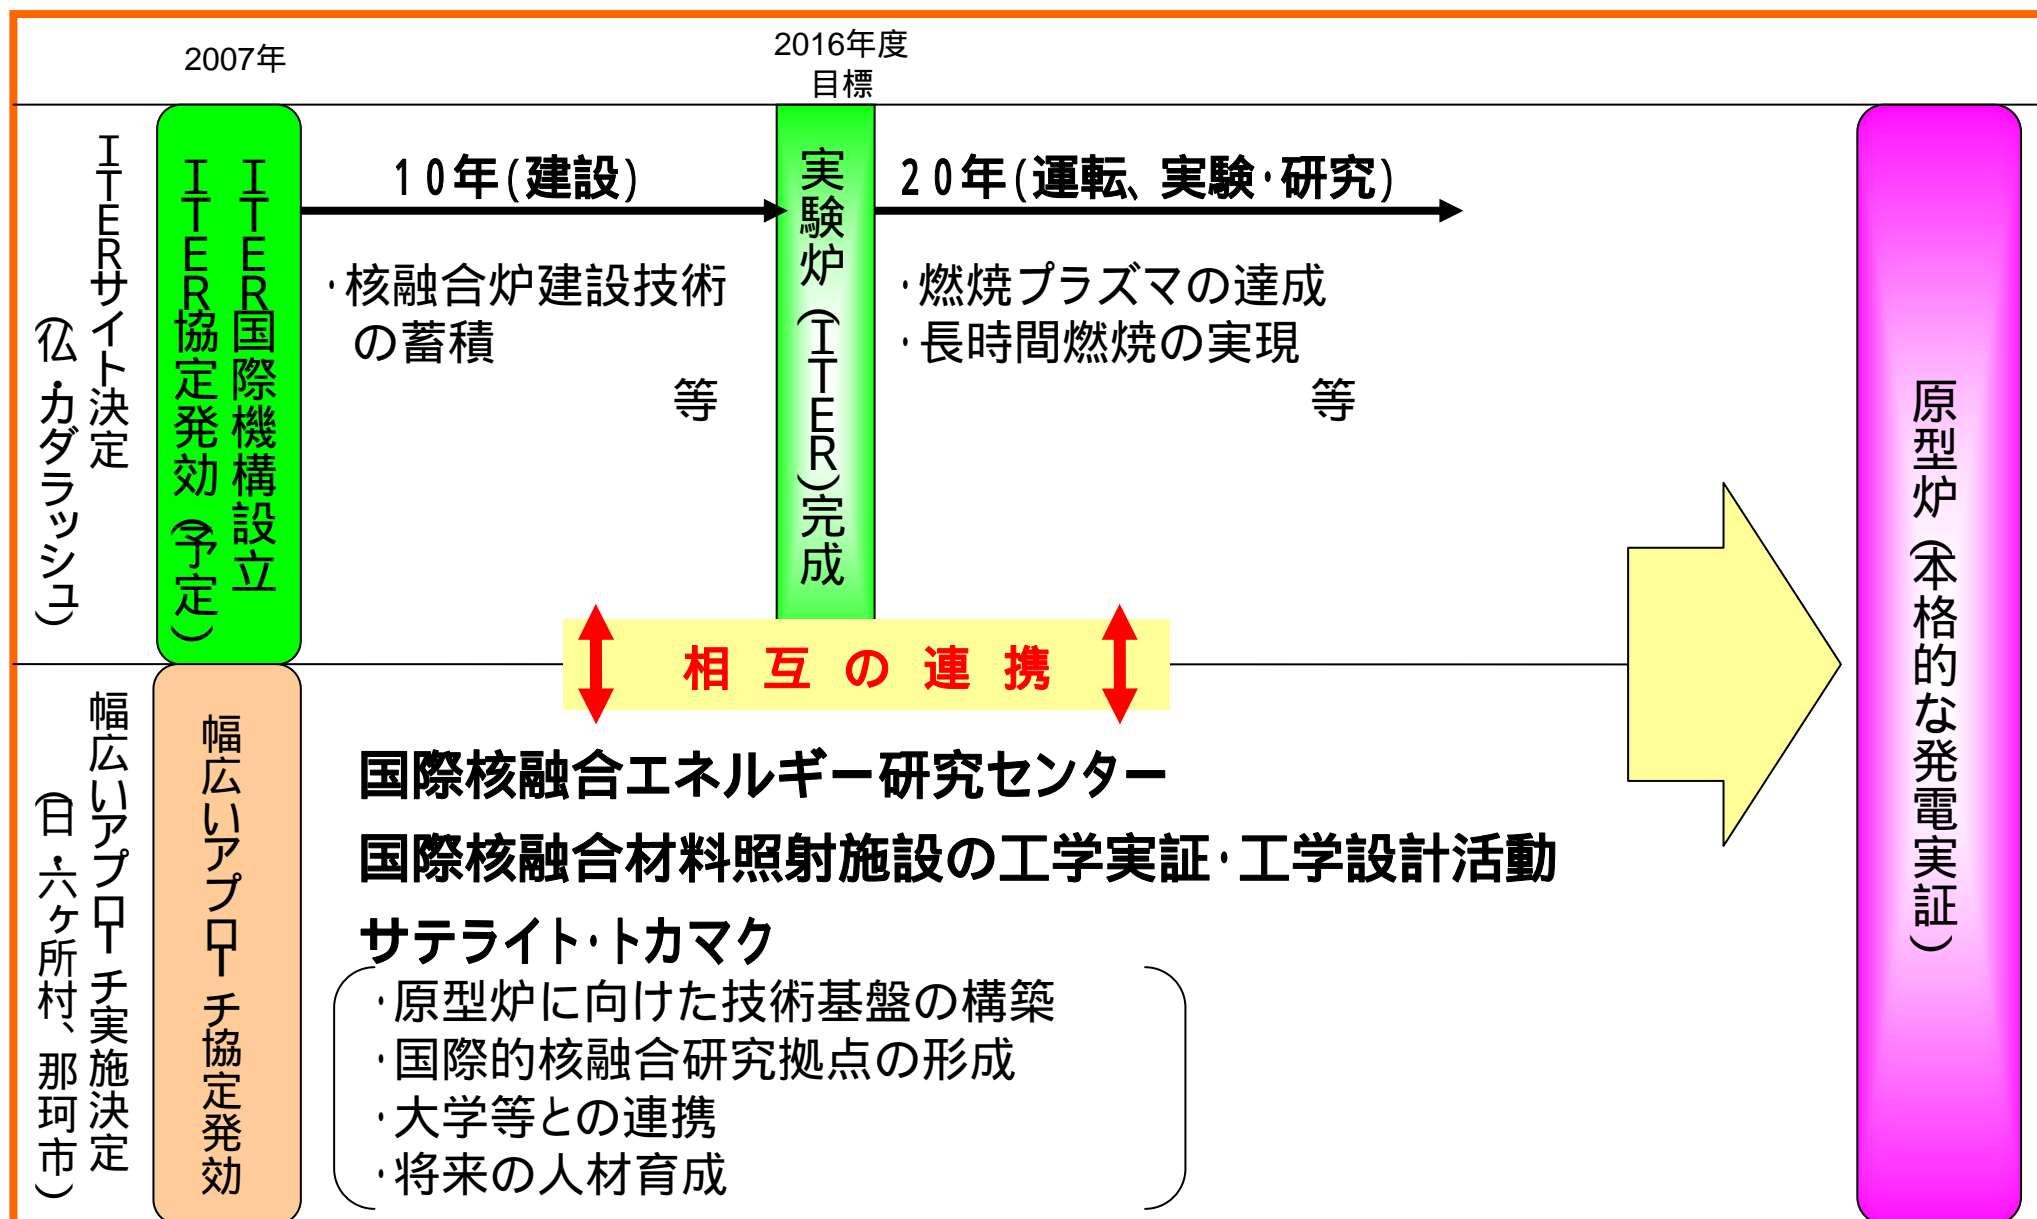 2007年
2016年度
目標
ITERサイト決定
(仏・カダラッシュ)
ITER国際機構設立
ITER協定発効(予定)
10年(建設)
・核融合炉建設技術
の蓄積
等
実験炉(ITER)完成
20年(運転、実験・研究)
・燃焼プラズマの達成
・長時間燃焼の実現
等
相互の連携
幅広いアプローチ実施決定
(日・六ヶ所村、那珂市)
幅広いアプローチ協定発効
国際核融合エネルギー研究センター
国際核融合材料照射施設の工学実証・工学設計活動
サテライト・トカマク
・原型炉に向けた技術基盤の構築
・国際的核融合研究拠点の形成
・大学等との連携
・将来の人材育成
原型炉(本格的な発電実証)